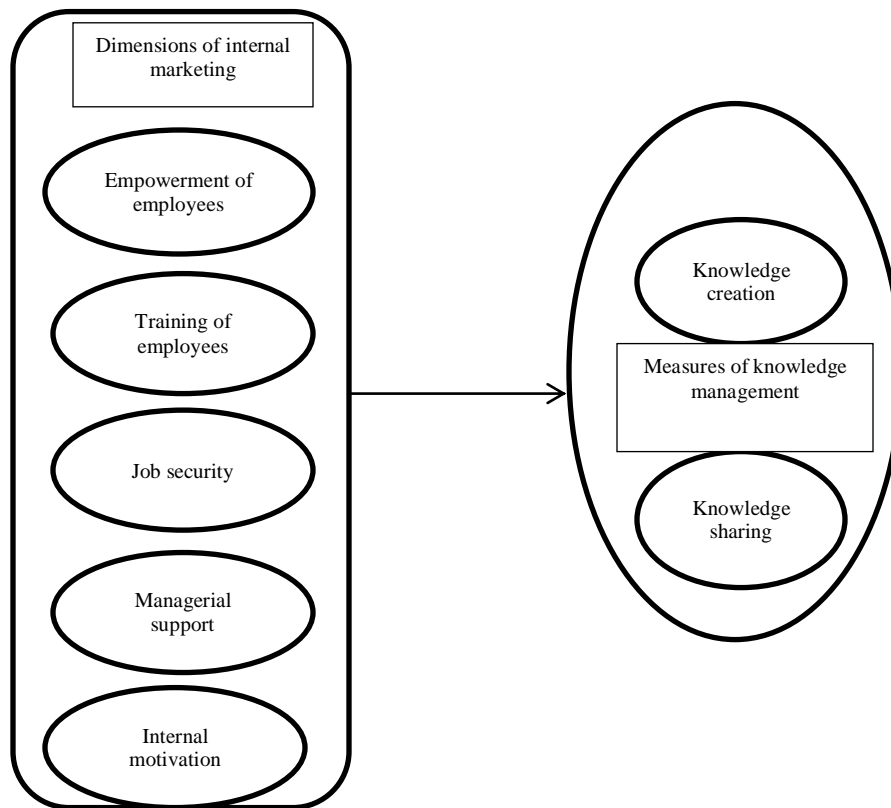 Dimensions of internal
marketing
Empowerment of
employees
Training of
employees
Job security
Managerial
support
Internal
motivation
Knowledge
creation
Measures of knowledge
management
Knowledge
sharing